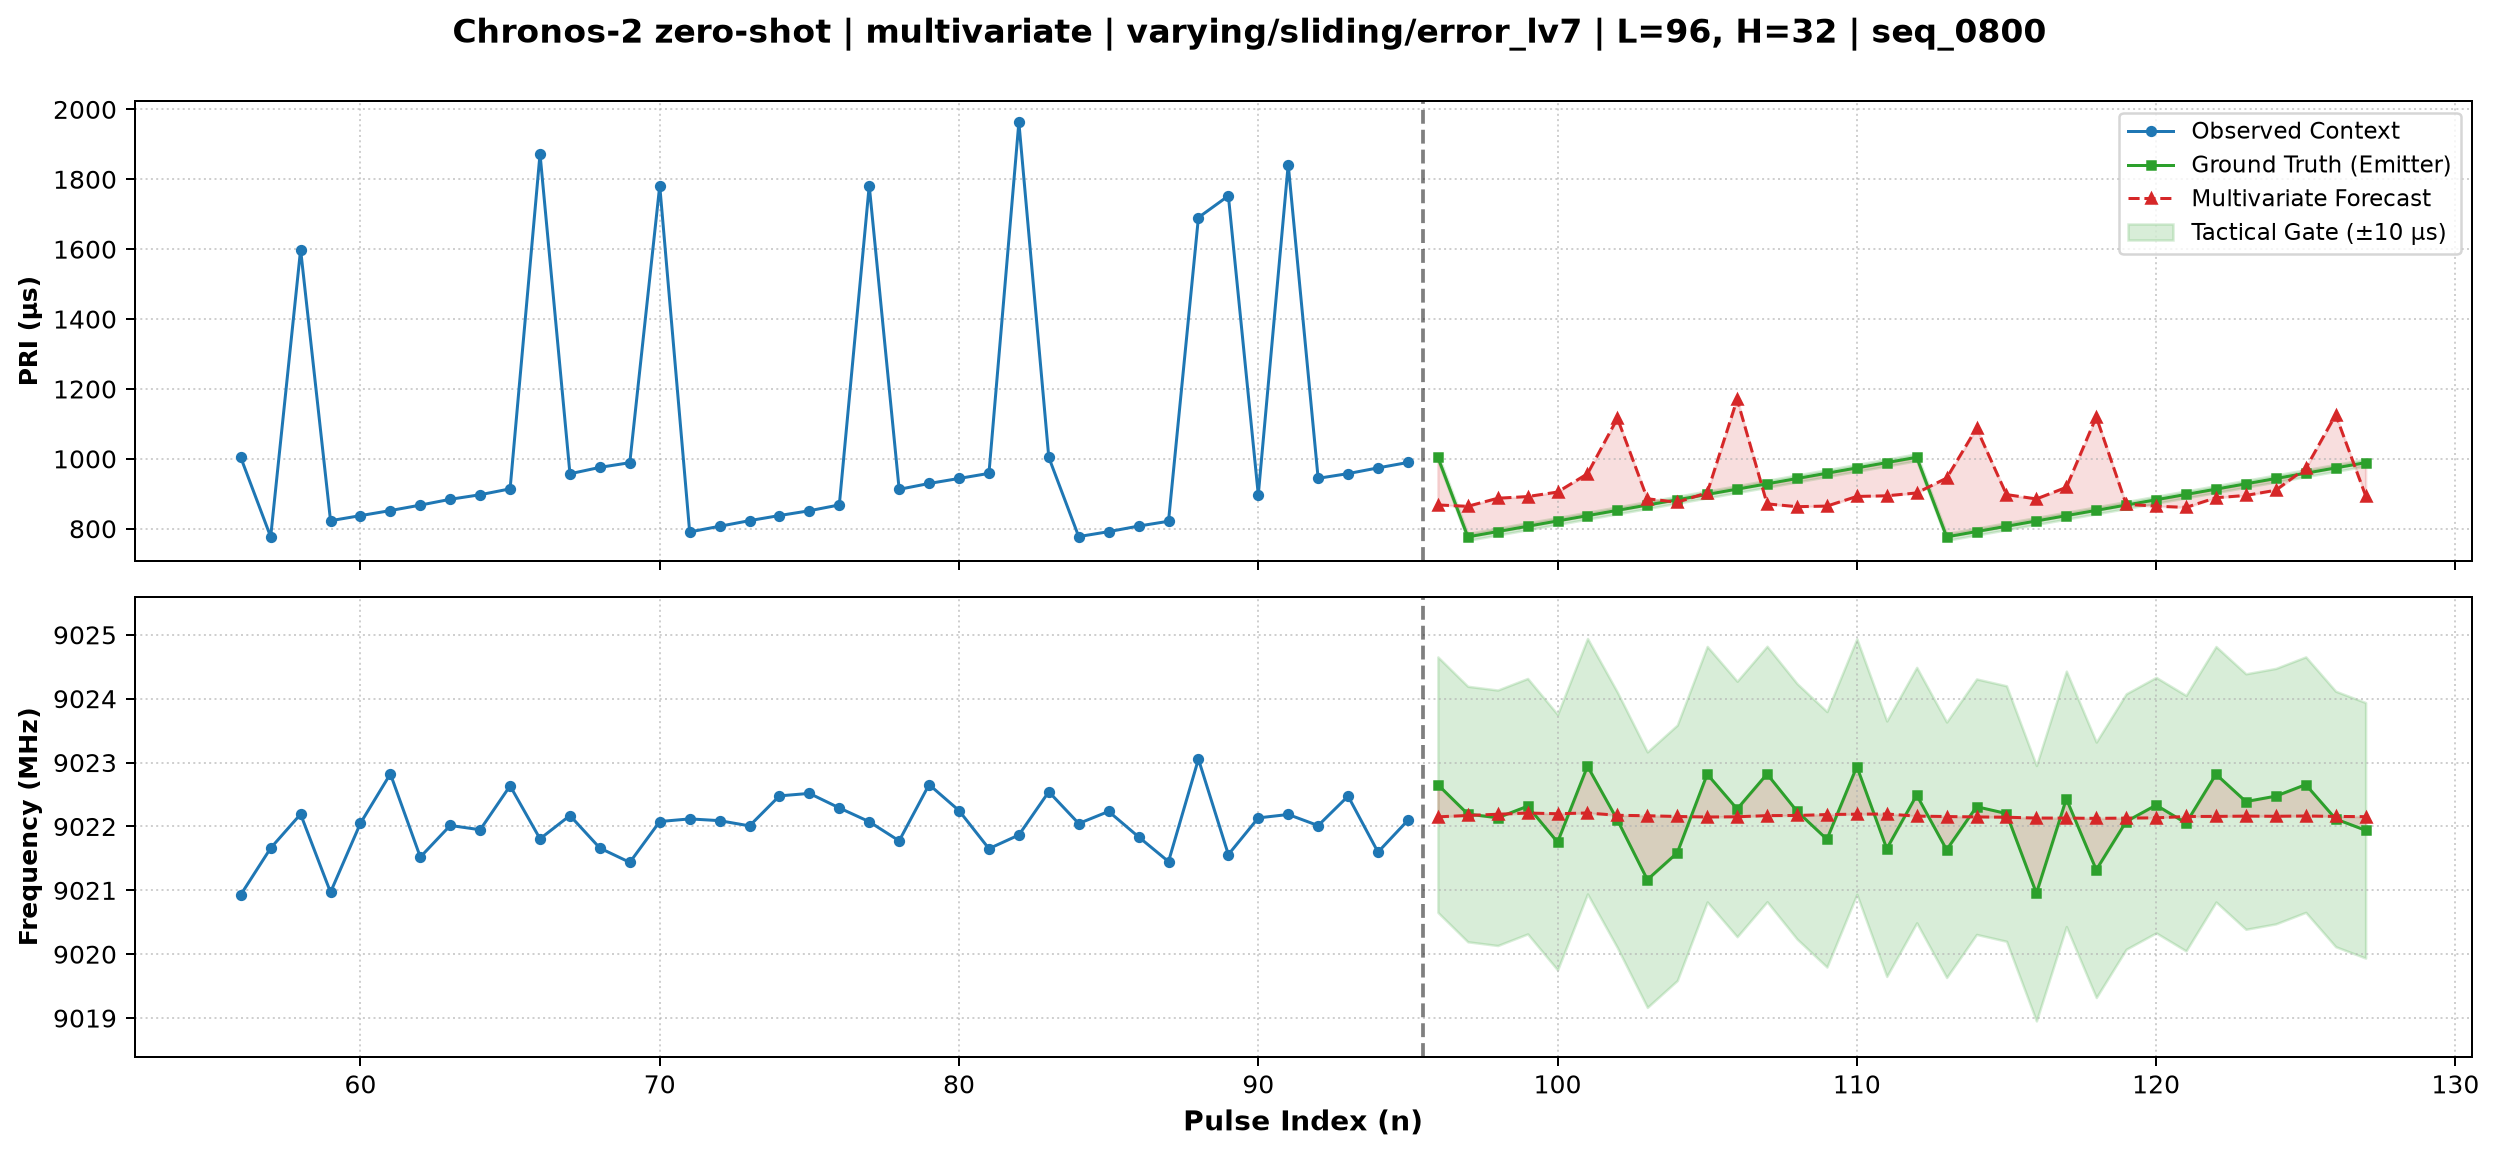 Chronos-2 zero-shot | multivariate | varying/sliding/error_lv7 | L=96, H=32 | seq_0800
2000
1800
1600
1400
1200
1000
800
PRI (μs)
Observed Context
Ground Truth (Emitter)
Multivariate Forecast
Tactical Gate (±10 μs)
9025
9024
9023
9022
9021
9020
9019
Frequency (MHz)
60 70 80 90 100 110 120 130
Pulse Index (n)